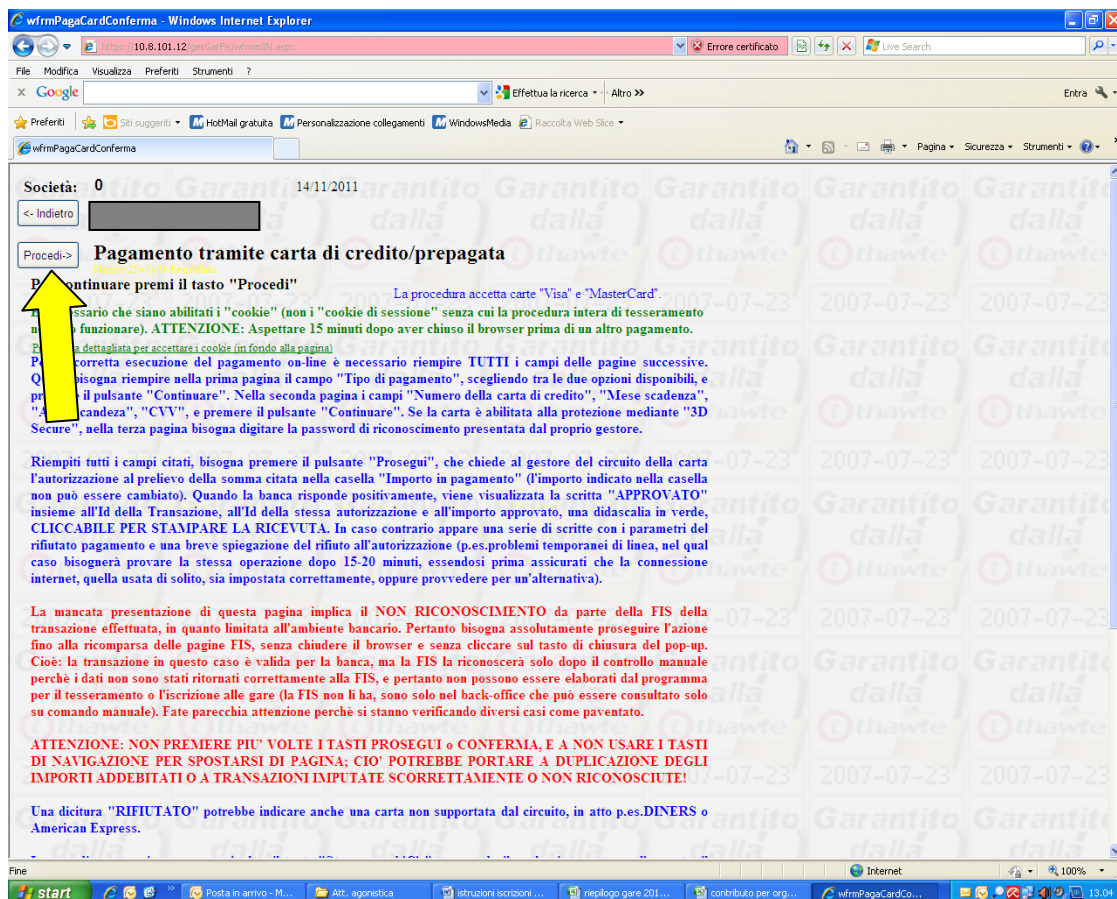 wfrmPagaCardConferma - Windows Internet Explorer
https://10.8.101.12/gesGarFis/wfrmmIN.aspx
Errore certificato
Live Search
File Modifica Visualizza Preferiti Strumenti ?
x Google
Effettua la ricerca
Altro >>
Entra
Preferiti
Siti suggeriti
HotMail gratuita
Personalizzazione collegamenti
WindowsMedia
Raccolta Web Slice
wfrmPagaCardConferma
Pagina
Sicurezza
Strumenti
Società: 0
14/11/2011
<- Indietro
Procedi->
Pagamento tramite carta di credito/prepagata
continuare premi il tasto "Procedi"
La procedura accetta carte "Visa" e "MasterCard".
che siano abilitati i "cookie" (non i "cookie di sessione" senza cui la procedura intera di tesseramento
funzionare). ATTENZIONE: Aspettare 15 minuti dopo aver chiuso il browser prima di un altro pagamento.
dettagliata per accettare i cookie (in fondo alla pagina)
corretta esecuzione del pagamento on-line è necessario riempire TUTTI i campi delle pagine successive.
bisogna riempire nella prima pagina il campo "Tipo di pagamento", scegliendo tra le due opzioni disponibili, e
il pulsante "Continuare". Nella seconda pagina i campi "Numero della carta di credito", "Mese scadenza",
"CVV", e premere il pulsante "Continuare". Se la carta è abilitata alla protezione mediante "3D
Secure", nella terza pagina bisogna digitare la password di riconoscimento presentata dal proprio gestore.
Riempiti tutti i campi citati, bisogna premere il pulsante "Prosegui", che chiede al gestore del circuito della carta
l'autorizzazione al prelievo della somma citata nella casella "Importo in pagamento" (l'importo indicato nella casella
non può essere cambiato). Quando la banca risponde positivamente, viene visualizzata la scritta "APPROVATO"
insieme all'Id della Transazione, all'Id della stessa autorizzazione e all'importo approvato, una didascalia in verde,
CLICCABILE PER STAMPARE LA RICEVUTA. In caso contrario appare una serie di scritte con i parametri del
rifiutato pagamento e una breve spiegazione del rifiuto all'autorizzazione (p.es.problemi temporanei di linea, nel qual
caso bisognerà provare la stessa operazione dopo 15-20 minuti, essendosi prima assicurati che la connessione
internet, quella usata di solito, sia impostata correttamente, oppure provvedere per un'alternativa).
La mancata presentazione di questa pagina implica il NON RICONOSCIMENTO da parte della FIS della
transazione effettuata, in quanto limitata all'ambiente bancario. Pertanto bisogna assolutamente proseguire l'azione
fino alla ricomparsa delle pagine FIS, senza chiudere il browser e senza cliccare sul tasto di chiusura del pop-up.
Cioè: la transazione in questo caso è valida per la banca, ma la FIS la riconoscerà solo dopo il controllo manuale
perchè i dati non sono stati ritornati correttamente alla FIS, e pertanto non possono essere elaborati dal programma
per il tesseramento o l'iscrizione alle gare (la FIS non li ha, sono solo nel back-office che può essere consultato solo
su comando manuale). Fate parecchia attenzione perchè si stanno verificando diversi casi come paventato.
ATTENZIONE: NON PREMERE PIU' VOLTE I TASTI PROSEGUI o CONFERMA, E A NON USARE I TASTI
DI NAVIGAZIONE PER SPOSTARSI DI PAGINA; CIO' POTREBBE PORTARE A DUPLICAZIONE DEGLI
IMPORTI ADDEBITATI O A TRANSAZIONI IMPUTATE SCORRETTAMENTE O NON RICONOSCIUTE!
Una dicitura "RIFIUTATO" potrebbe indicare anche una carta non supportata dal circuito, in atto p.es.DINERS o
American Express.
Garantito
dalla
thawte
2007-07-23
Fine
Internet
100%
start
Posta in arrivo - M...
Att. agonistica
istruzioni iscrizioni ...
riepilogo gare 201...
contributo per org...
wfrmPagaCardCo...
13.04